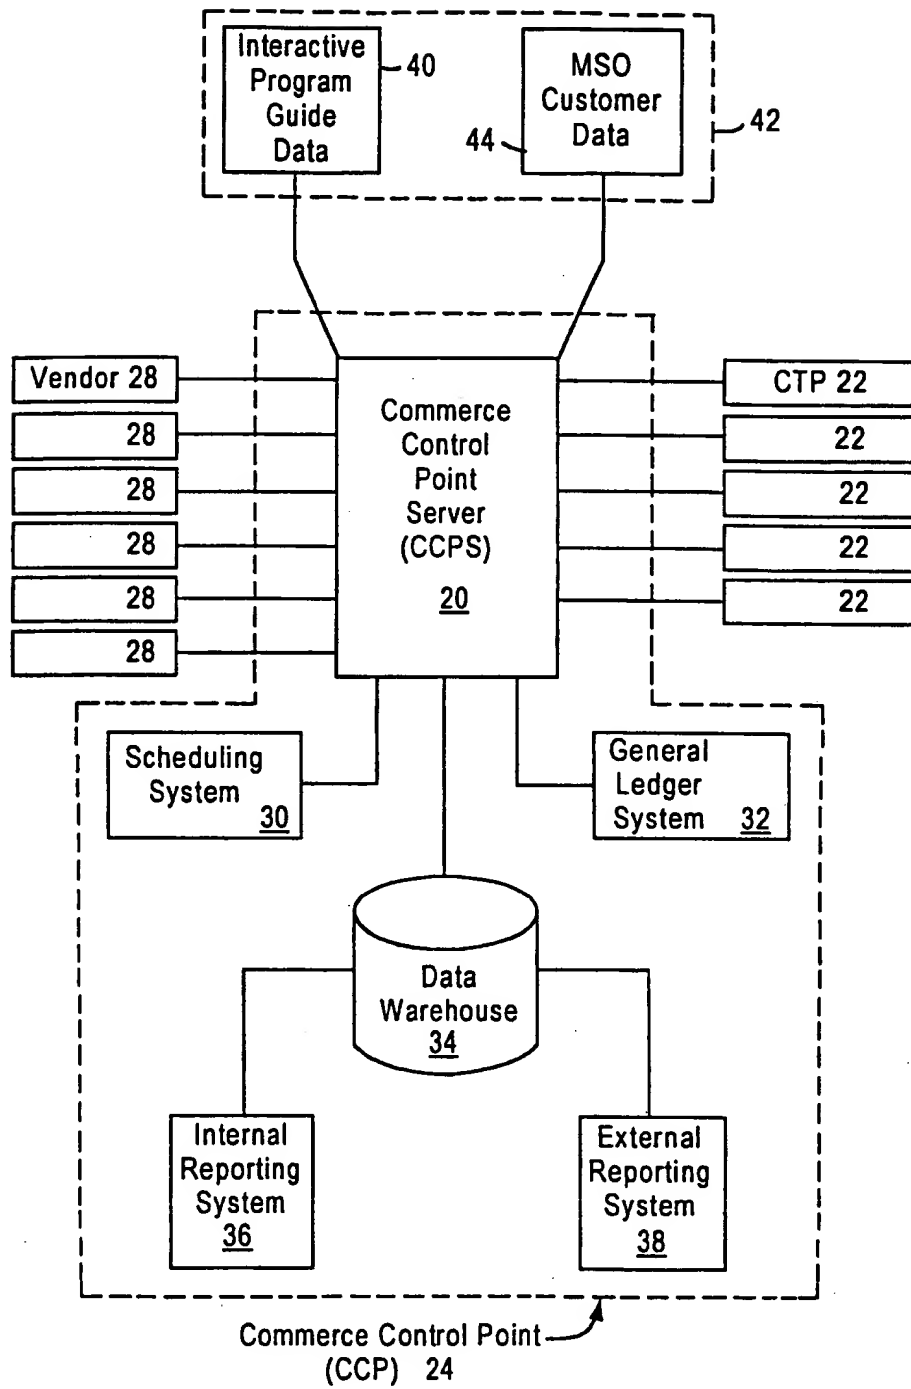 Interactive
Program
Guide
Data
40
MSO
Customer
Data
44
42
Vendor 28
28
28
28
28
28
Commerce
Control
Point
Server
(CCPS)
20
CTP 22
22
22
22
22
Scheduling
System
30
General
Ledger
System 32
Data
Warehouse
34
Internal
Reporting
System
36
External
Reporting
System
38
Commerce Control Point
(CCP) 24